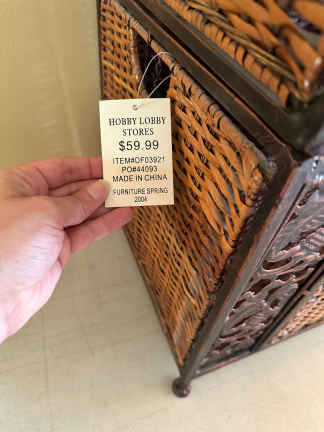 HOBBY LOBBY
STORES
$59.99
ITEM#DF03921
PO#44093
MADE IN CHINA
FURNITURE SPRING
2004